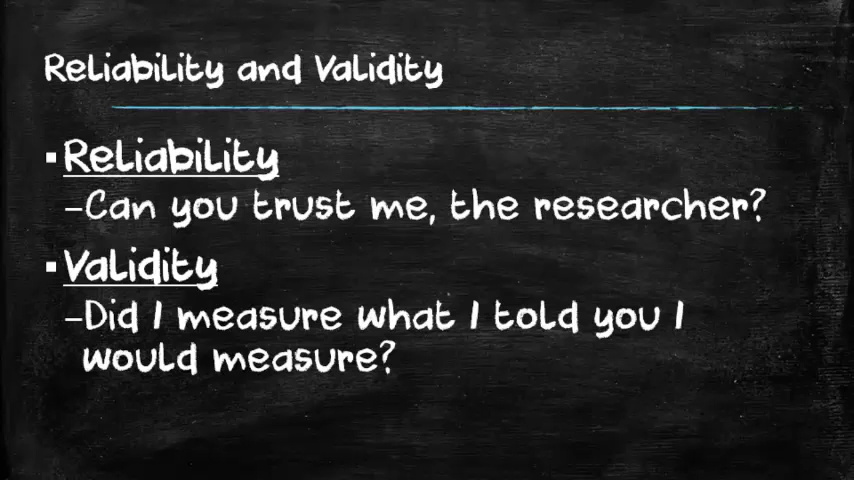 Reliability and Validity
▪Reliability
–Can you trust me, the researcher?
▪Validity
–Did I measure what I told you I
would measure?